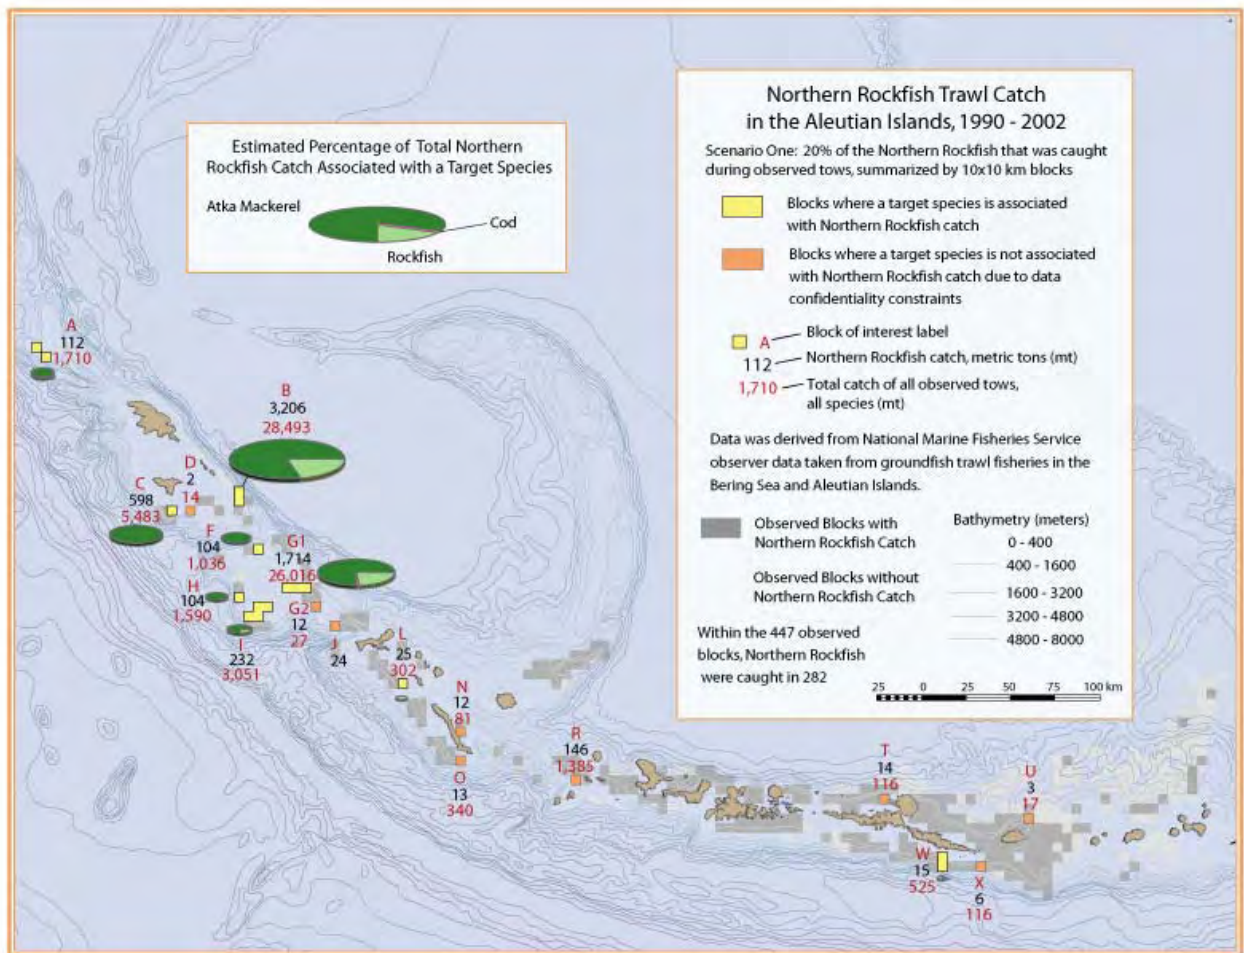 Estimated Percentage of Total Northern
Rockfish Catch Associated with a Target Species
Atka Mackerel
Cod
Rockfish
Northern Rockfish Trawl Catch
in the Aleutian Islands, 1990 - 2002
Scenario One: 20% of the Northern Rockfish that was caught
during observed tows, summarized by 10x10 km blocks
Blocks where a target species is associated
with Northern Rockfish catch
Blocks where a target species is not associated
with Northern Rockfish catch due to data
confidentiality constraints
A
Block of interest label
112
Northern Rockfish catch, metric tons (mt)
1,710
Total catch of all observed tows,
all species (mt)
Data was derived from National Marine Fisheries Service
observer data taken from groundfish trawl fisheries in the
Bering Sea and Aleutian Islands.
Observed Blocks with
Northern Rockfish Catch
Observed Blocks without
Northern Rockfish Catch
Within the 447 observed
blocks, Northern Rockfish
were caught in 282
Bathymetry (meters)
0 - 400
400 - 1600
1600 - 3200
3200 - 4800
4800 - 8000
25 0 25 50 75 100 km
A
112
1,710
B
3,206
28,493
D
2
14
C
598
5,483
F
104
1,036
G1
1,714
26,016
H
104
1,590
G2
12
27
I
232
3,051
J
24
L
25
302
N
12
81
O
13
340
R
146
1,385
T
14
116
U
3
17
W
15
525
X
6
116